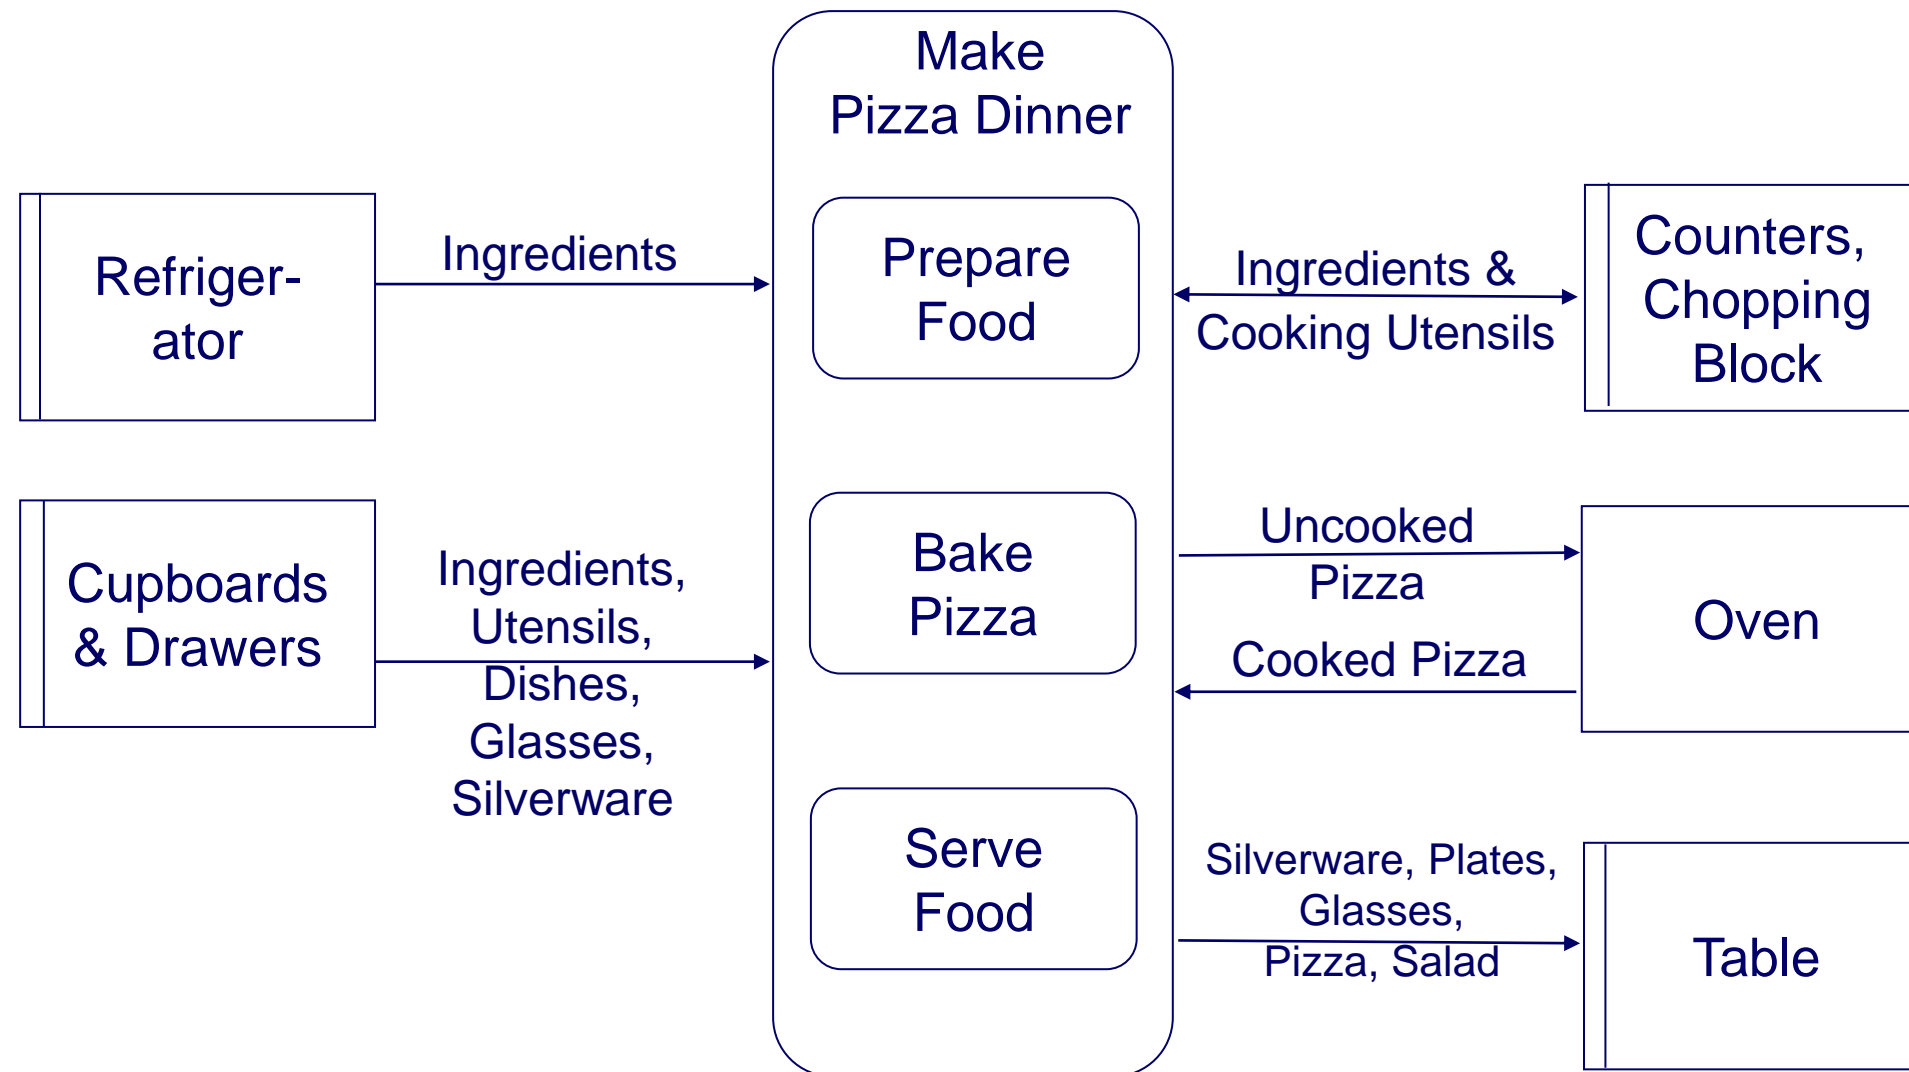 Make
Pizza Dinner
Refriger-
ator
Ingredients
Prepare
Food
Ingredients &
Cooking Utensils
Counters,
Chopping
Block
Cupboards
& Drawers
Ingredients,
Utensils,
Dishes,
Glasses,
Silverware
Bake
Pizza
Uncooked
Pizza
Cooked Pizza
Oven
Serve
Food
Silverware, Plates,
Glasses,
Pizza, Salad
Table